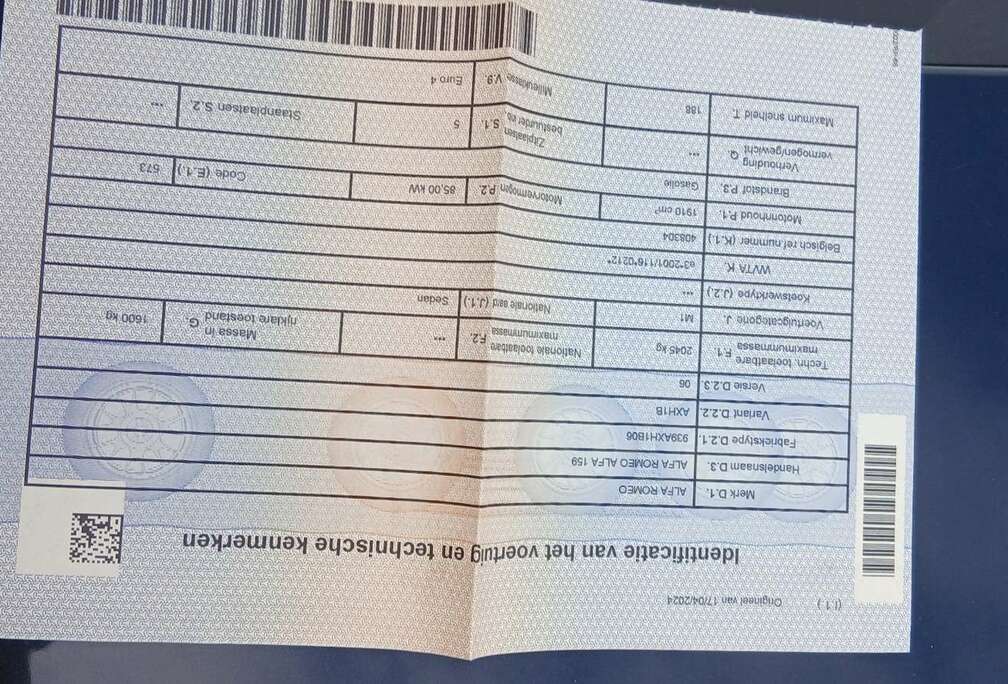 (I.1.) Origineel van 17/04/2024
Identificatie van het voertuig en technische kenmerken
Merk D.1. ALFA ROMEO
Handelsnaam D.3. ALFA ROMEO ALFA 159
Fabriekstype D.2.1. 939AXH1B06
Variant D.2.2. AXH1B
Versie D.2.3. 06
Techn. toelaatbare maximummassa F.1 2045 kg Nationale toelaatbare maximummassa F.2 *** Massa in rijklare toestand G. 1600 kg
Voertuigcategorie J. M1 Nationale aard (J.1.) Sedan
Koetswerktype (J.2.) ***
WVTA K. e3*2001/116*0212*
Belgisch ref nummer (K.1.) 408304
Motorinhoud P.1. 1910 cm³ Motorvermogen P.2. 85.00 kW Code (E.1.) 573
Brandstof P.3. Gasolie
Verhouding vermogen/gewicht Q. *** Zitplaatsen bestuurder S.1. 5 Staanplaatsen S.2. ***
Maximum snelheid T. 188 Milieuklasse V.9. Euro 4